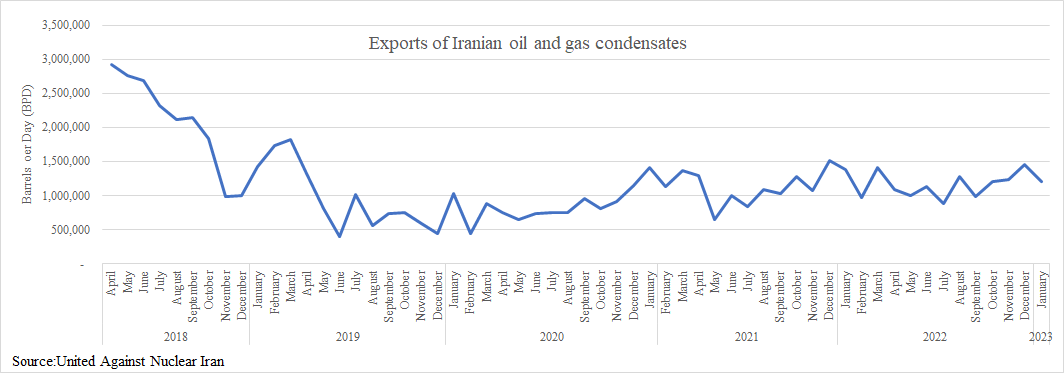 Exports of Iranian oil and gas condensates
Barrels oer Day (BPD)
3,500,000
3,000,000
2,500,000
2,000,000
1,500,000
1,000,000
500,000
-
April
May
June
July
August
September
October
November
December
January
February
March
April
May
June
July
August
September
October
November
December
January
February
March
April
May
June
July
August
September
October
November
December
January
February
March
April
May
June
July
August
September
October
November
December
January
February
March
April
May
June
July
August
September
October
November
December
January
2018 2019 2020 2021 2022 2023
Source:United Against Nuclear Iran